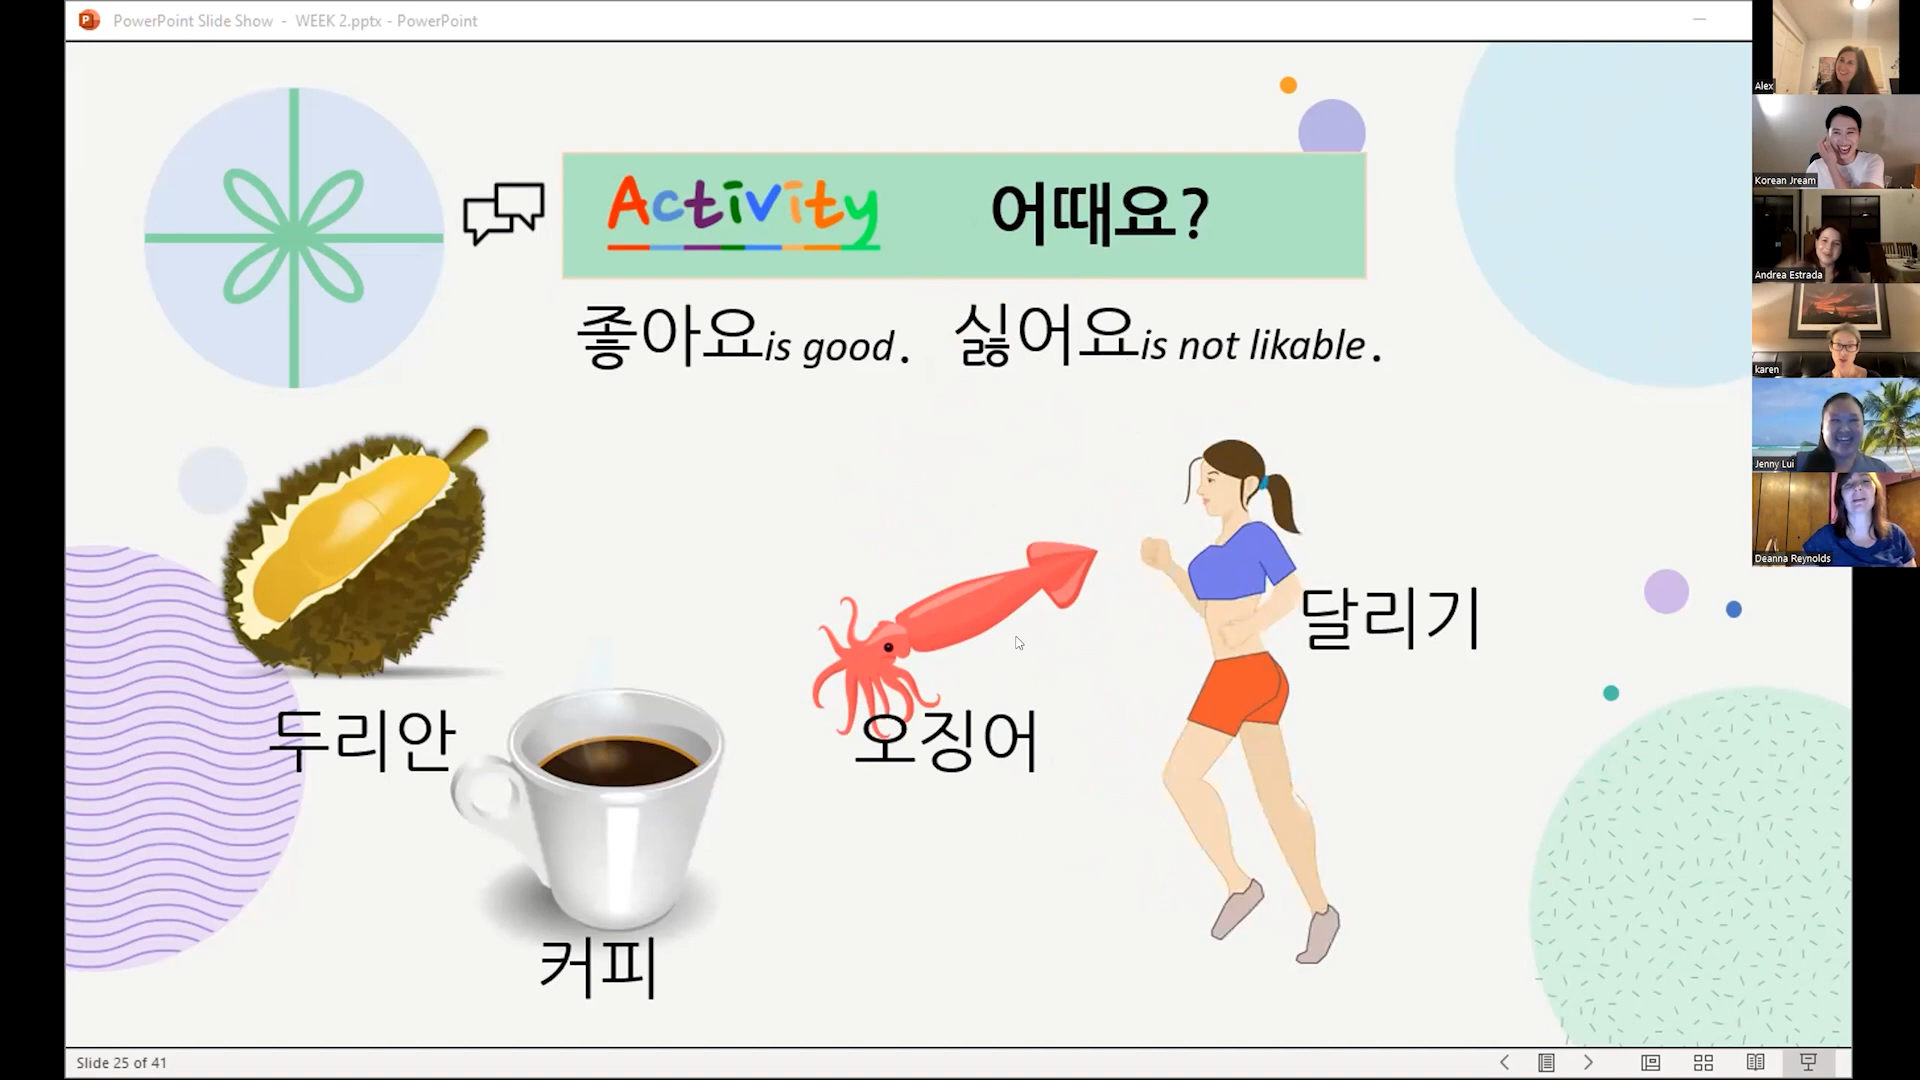 PowerPoint Slide Show - WEEK 2.pptx - PowerPoint
Alex
Korean Jream
Andrea Estrada
karen
Jenny Lui
Deanna Reynolds
Activity 어때요?
좋아요is good. 싫어요is not likable.
달리기
두리안
오징어
커피
Slide 25 of 41